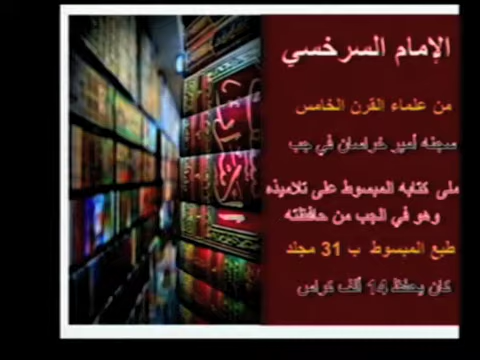 الإمام السرخسي
من علماء القرن الخامس
سجنه أمير خراسان في جب
ملى كتابه المبسوط على تلاميذه
وهو في الجب من حافظته
طبع المبسوط ب 31 مجلد
كان يحفظ 14 ألف كراس